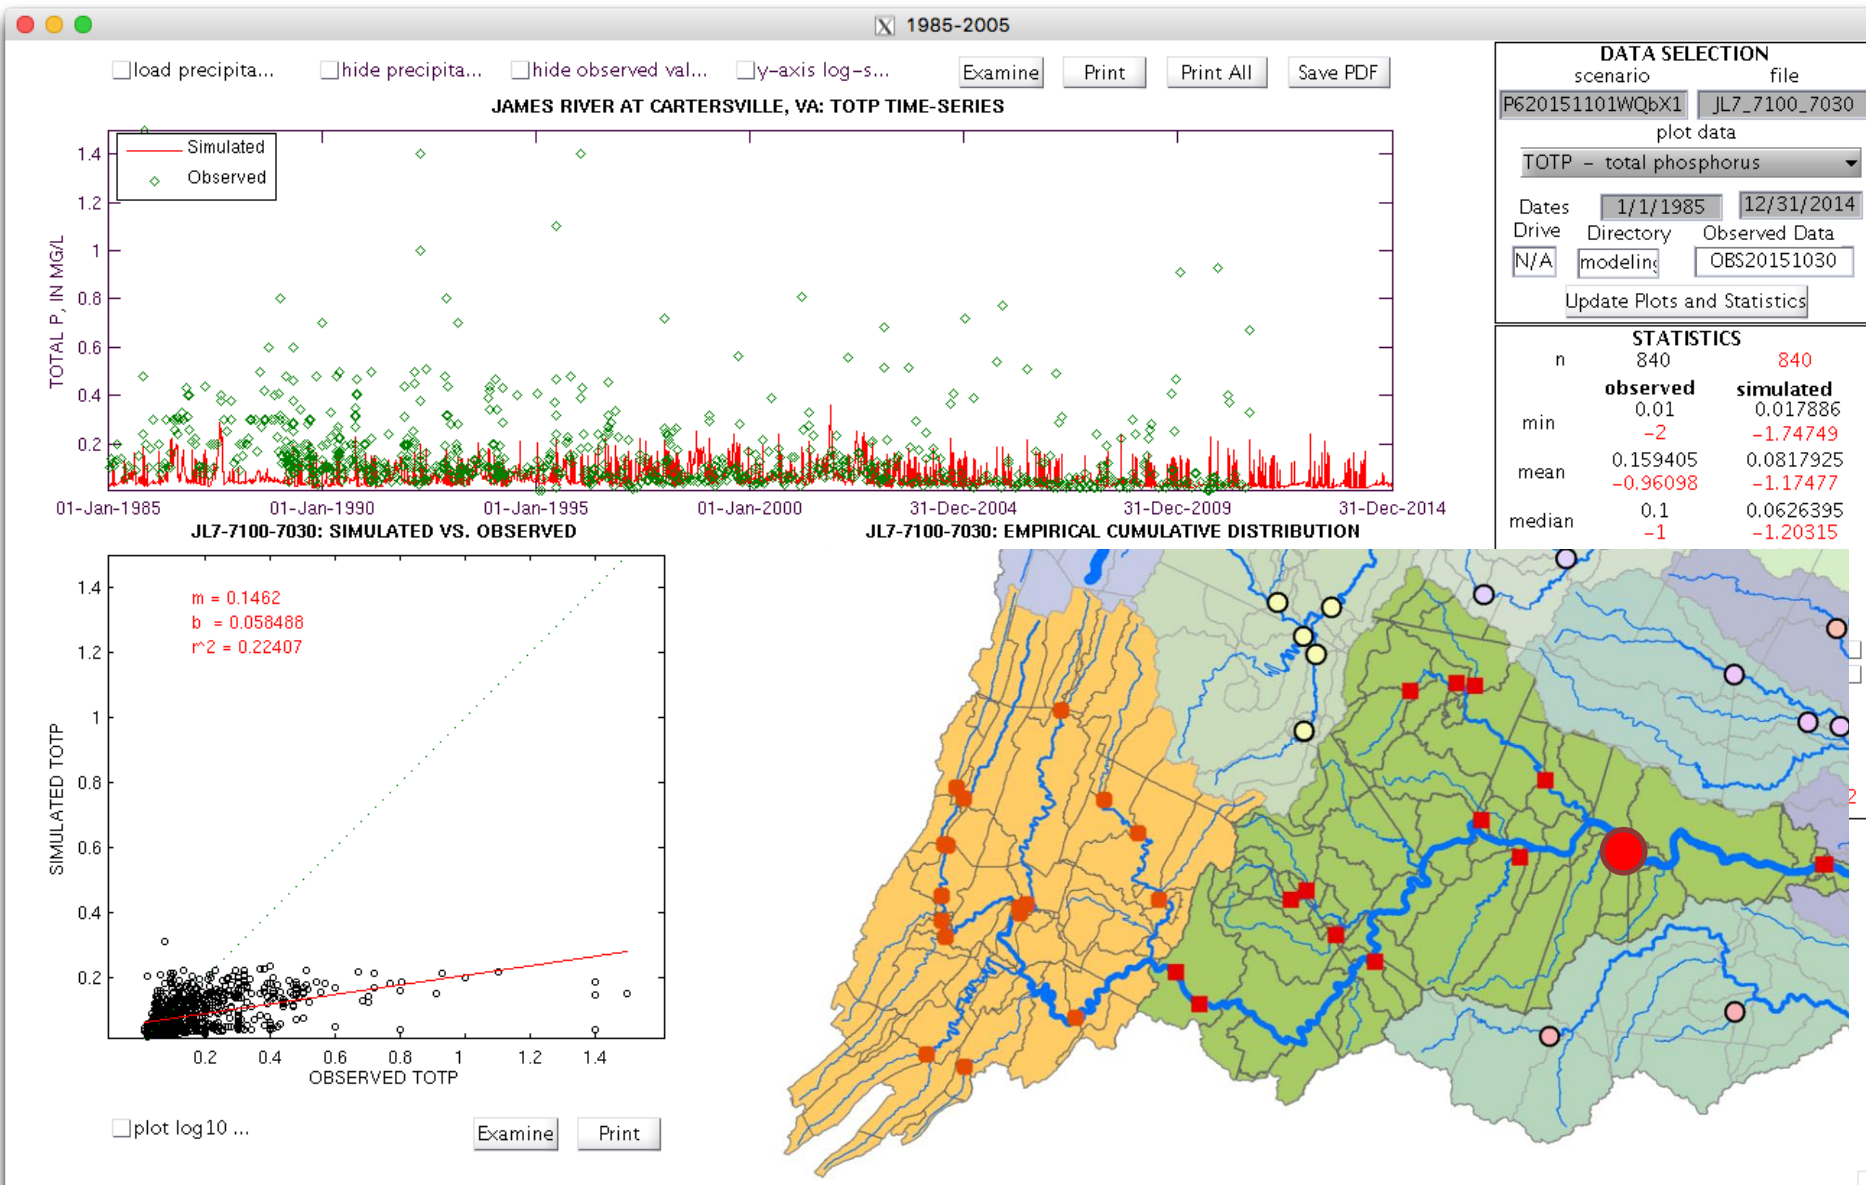 1985-2005
load precipita...
hide precipita...
hide observed val...
y-axis log-s...
Examine
Print
Print All
Save PDF
JAMES RIVER AT CARTERSVILLE, VA: TOTP TIME-SERIES
Simulated
Observed
TOTAL P, IN MG/L
1.4
1.2
1
0.8
0.6
0.4
0.2
01-Jan-1985
01-Jan-1990
01-Jan-1995
01-Jan-2000
31-Dec-2004
31-Dec-2009
31-Dec-2014
DATA SELECTION
scenario
file
P620151101WQbX1
JL7_7100_7030
plot data
TOTP - total phosphorus
Dates
1/1/1985
12/31/2014
Drive
Directory
Observed Data
N/A
modeling
OBS20151030
Update Plots and Statistics
STATISTICS
n
840
840
observed
simulated
min
0.01
0.017886
-2
-1.74749
mean
0.159405
0.0817925
-0.96098
-1.17477
median
0.1
0.0626395
-1
-1.20315
JL7-7100-7030: SIMULATED VS. OBSERVED
m = 0.1462
b = 0.058488
r^2 = 0.22407
SIMULATED TOTP
1.4
1.2
1
0.8
0.6
0.4
0.2
0.2
0.4
0.6
0.8
1
1.2
1.4
OBSERVED TOTP
plot log10 ...
Examine
Print
JL7-7100-7030: EMPIRICAL CUMULATIVE DISTRIBUTION
2